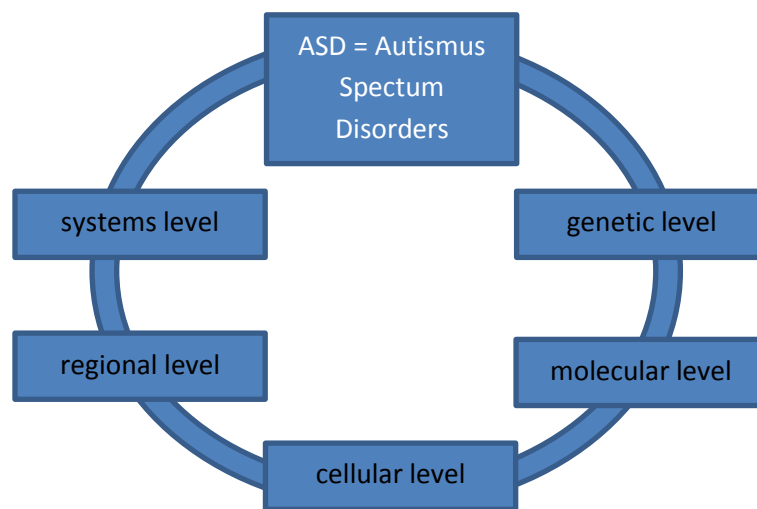 ASD = Autismus
Spectum
Disorders
systems level
genetic level
regional level
molecular level
cellular level